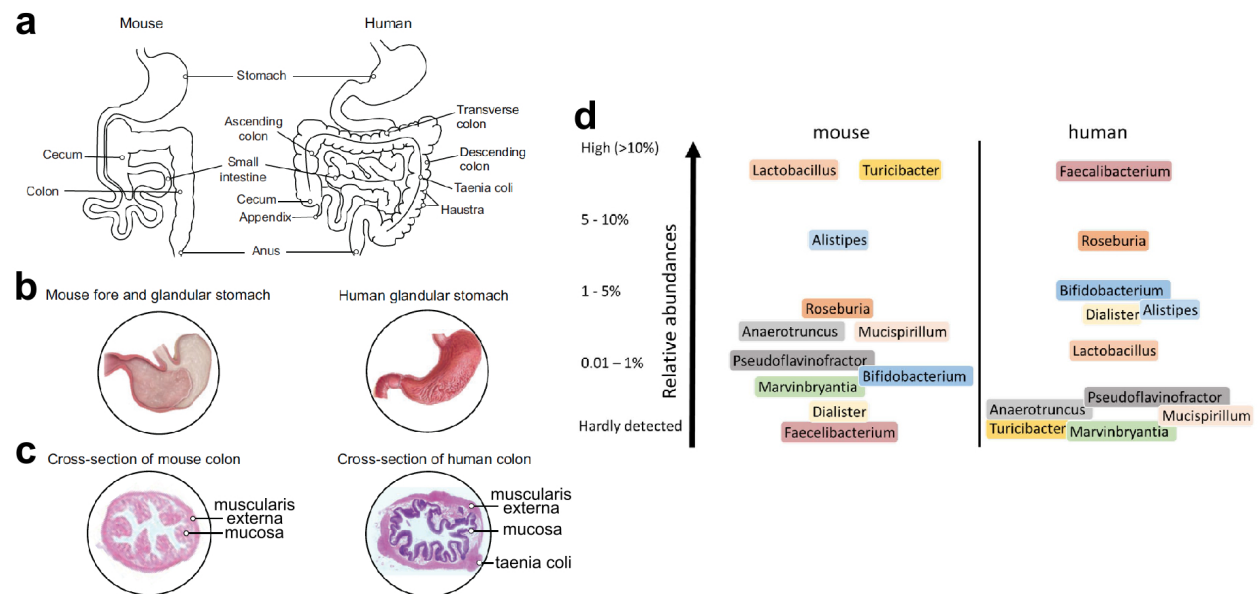 a
Mouse
Human
Stomach
Ascending
colon
Transverse
colon
Cecum
Small
intestine
Descending
colon
Colon
Taenia coli
Cecum
Appendix
Haustra
Anus
b
Mouse fore and glandular stomach
Human glandular stomach
c
Cross-section of mouse colon
Cross-section of human colon
muscularis
externa
mucosa
muscularis
externa
mucosa
taenia coli
d
mouse
human
High (>10%)
5 - 10%
1 - 5%
0.01 – 1%
Hardly detected
Relative abundances
Lactobacillus
Turicibacter
Alistipes
Roseburia
Anaerotruncus
Mucispirillum
Pseudoflavinofractor
Bifidobacterium
Marvinbryantia
Dialister
Faecelibacterium
Faecalibacterium
Roseburia
Bifidobacterium
Dialister
Alistipes
Lactobacillus
Pseudoflavinofractor
Anaerotruncus
Mucispirillum
Turicibacter
Marvinbryantia